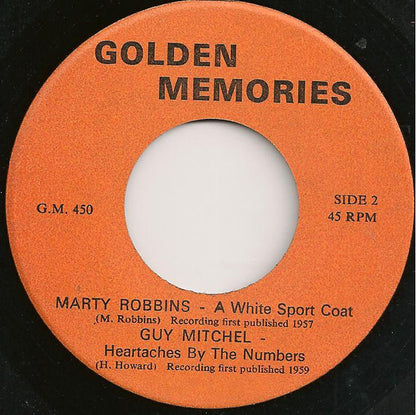 GOLDEN
MEMORIES
G.M. 450
SIDE 2
45 RPM
MARTY ROBBINS - A White Sport Coat
(M. Robbins) Recording first published 1957
GUY MITCHEL -
Heartaches By The Numbers
(H. Howard) Recording first published 1959